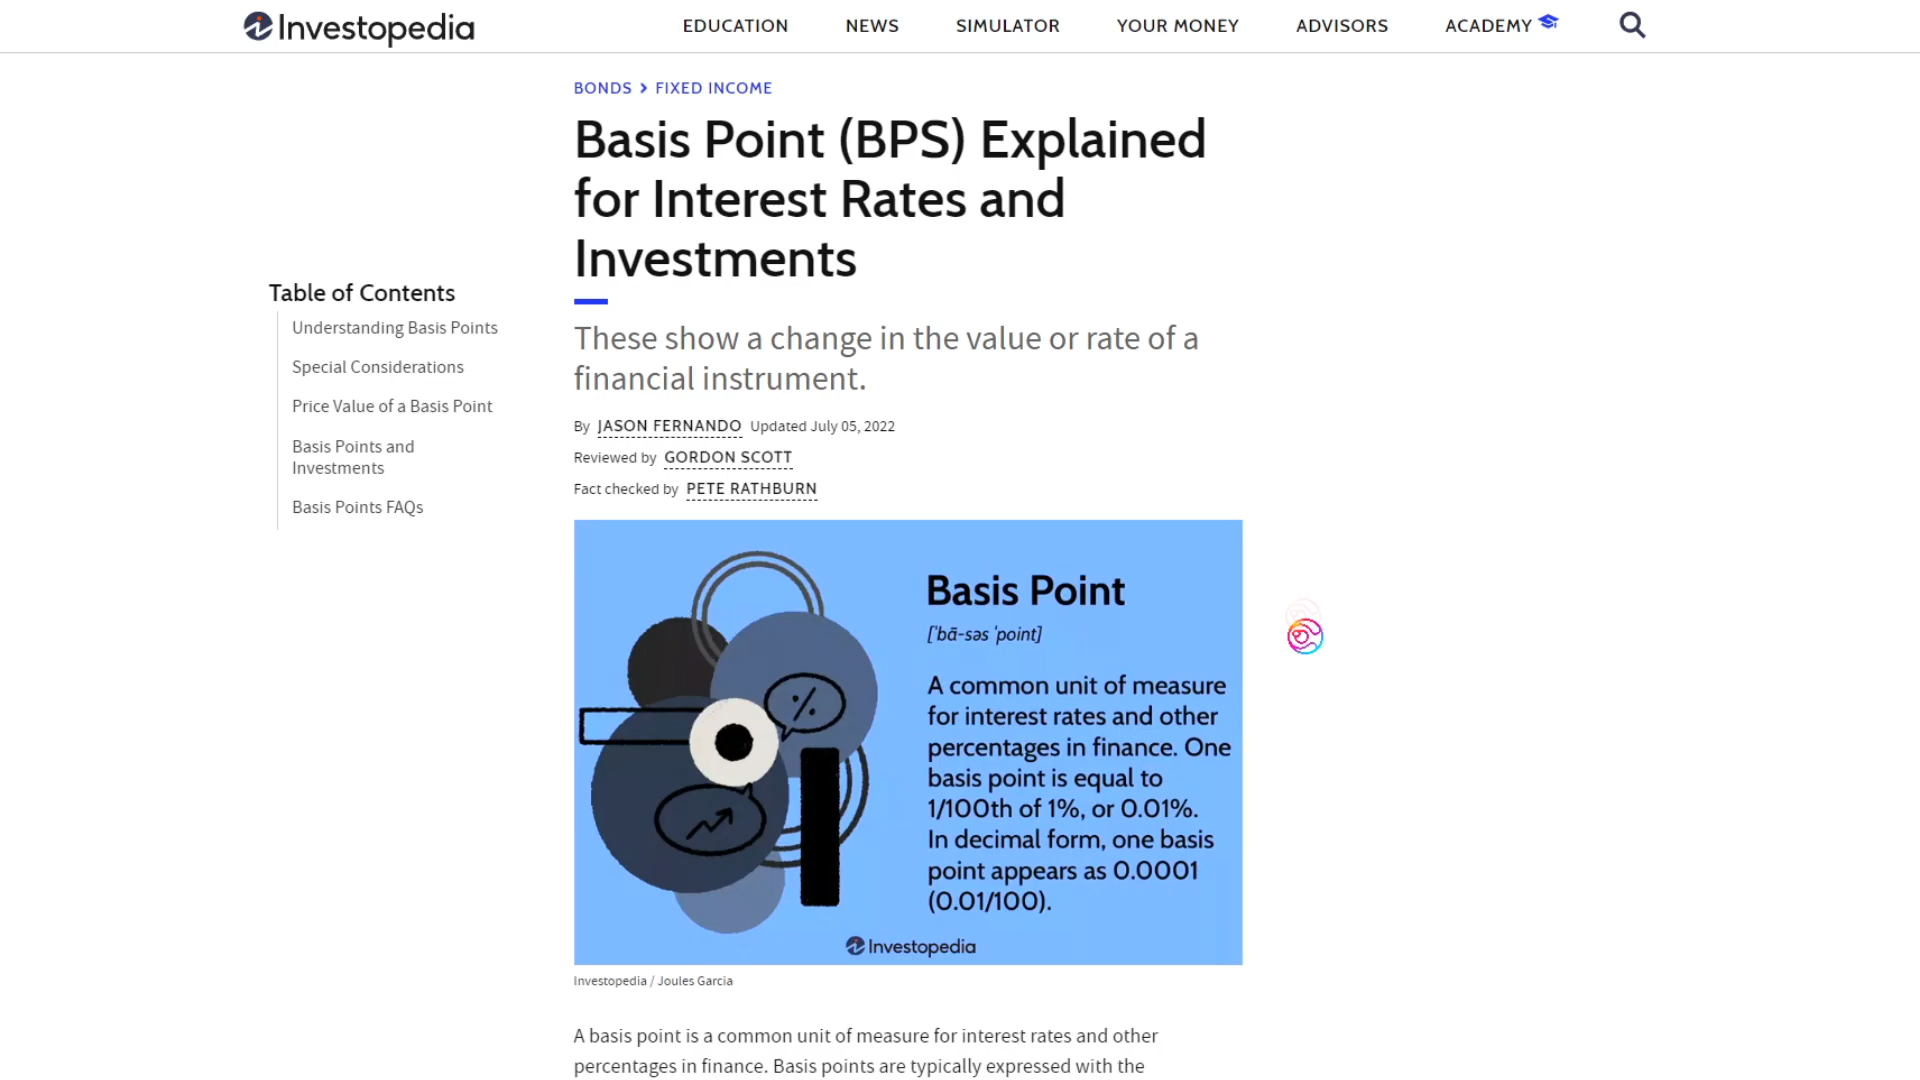 Investopedia
EDUCATION
NEWS
SIMULATOR
YOUR MONEY
ADVISORS
ACADEMY
BONDS > FIXED INCOME
Basis Point (BPS) Explained
for Interest Rates and
Investments
These show a change in the value or rate of a
financial instrument.
By JASON FERNANDO Updated July 05, 2022
Reviewed by GORDON SCOTT
Fact checked by PETE RATHBURN
Table of Contents
Understanding Basis Points
Special Considerations
Price Value of a Basis Point
Basis Points and
Investments
Basis Points FAQs
Basis Point
['bā-səs 'point]
A common unit of measure
for interest rates and other
percentages in finance. One
basis point is equal to
1/100th of 1%, or 0.01%.
In decimal form, one basis
point appears as 0.0001
(0.01/100).
Investopedia
Investopedia / Joules Garcia
A basis point is a common unit of measure for interest rates and other
percentages in finance. Basis points are typically expressed with the